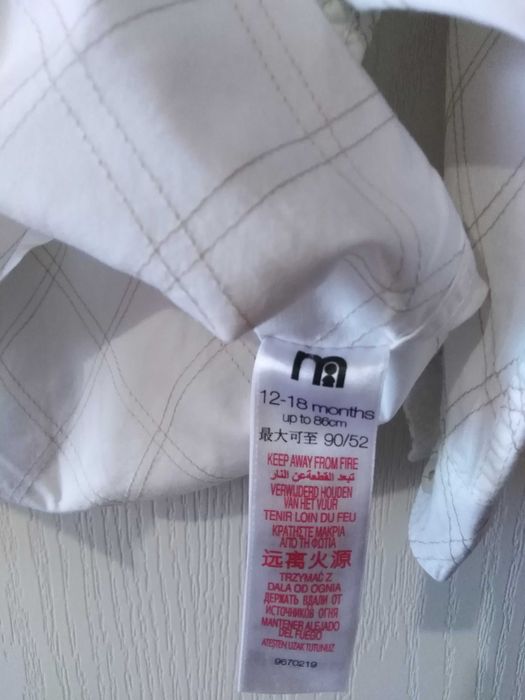 m
12-18 months
up to 86cm
最大可至 90/52
KEEP AWAY FROM FIRE
تبعد القطعة عن النار
VERWIJDERD HOUDEN
VAN HET VUUR
TENIR LOIN DU FEU
ΚΡΑΤΗΣΤΕ ΜΑΚΡΙΑ
ΑΠΟ ΤΗ ΦΩΤΙΑ
远离火源
TRZYMAĆ Z
DALA OD OGNIA
ДЕРЖАТЬ ВДАЛИ ОТ
ИСТОЧНИКОВ ОГНЯ
MANTENER ALEJADO
DEL FUEGO
ATEŞTEN UZAK TUTUNUZ
9670219